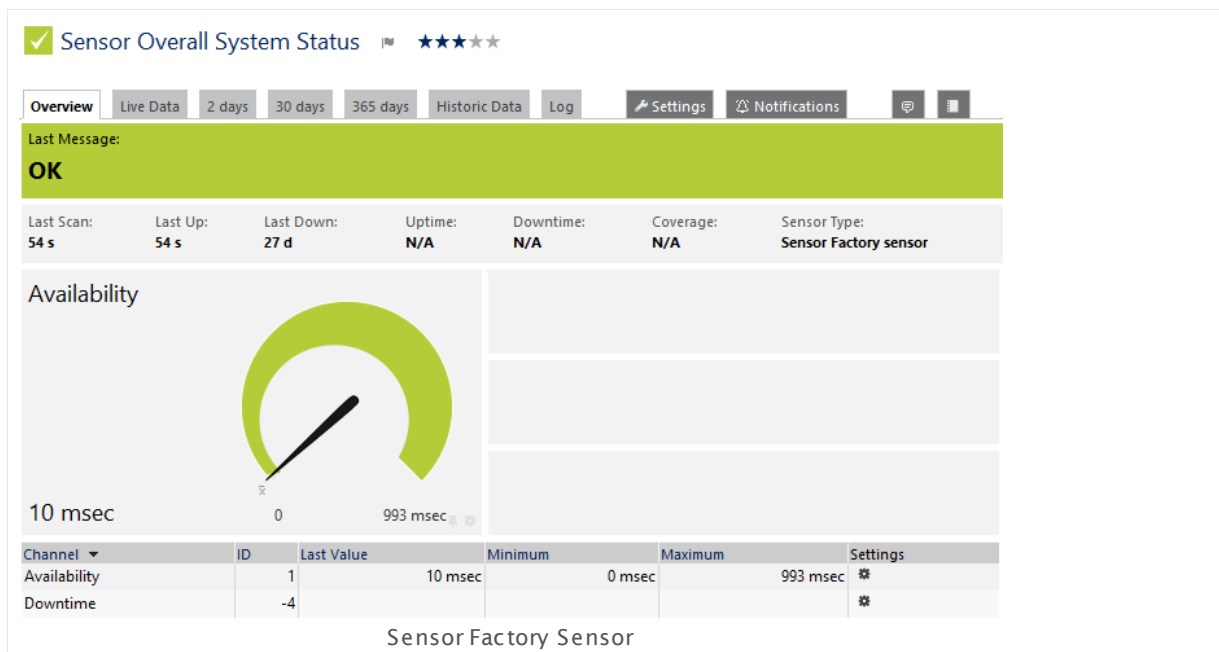 Sensor Overall System Status
Overview Live Data 2 days 30 days 365 days Historic Data Log Settings Notifications
Last Message:
OK
Last Scan: Last Up: Last Down: Uptime: Downtime: Coverage: Sensor Type:
54 s 54 s 27 d N/A N/A N/A Sensor Factory sensor
Availability
x̄
10 msec 0 993 msec
Channel ID Last Value Minimum Maximum Settings
Availability 1 10 msec 0 msec 993 msec
Downtime -4
Sensor Factory Sensor